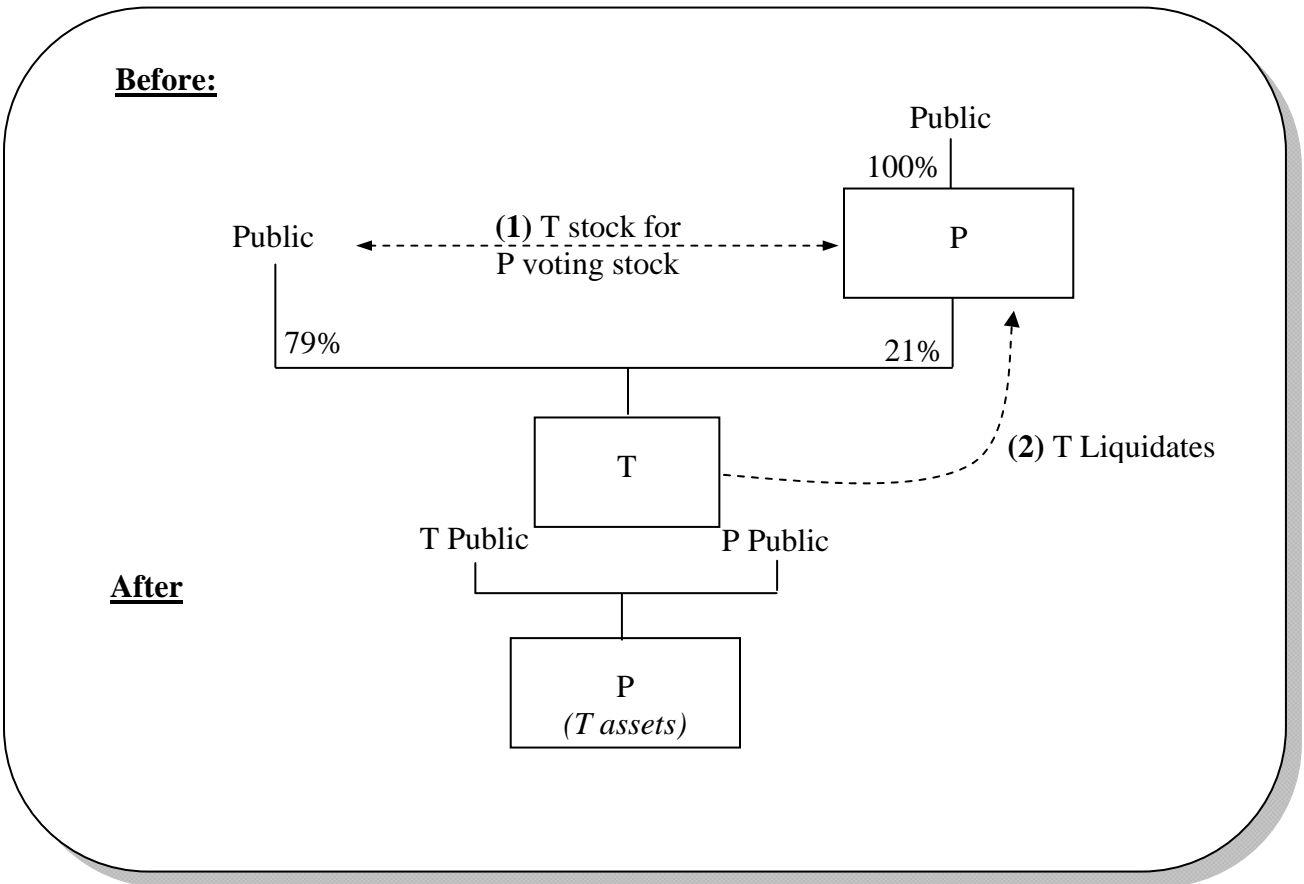 Before:
Public
100%
Public
(1) T stock for
P voting stock
P
79%
21%
T
(2) T Liquidates
T Public
P Public
After
P
(T assets)